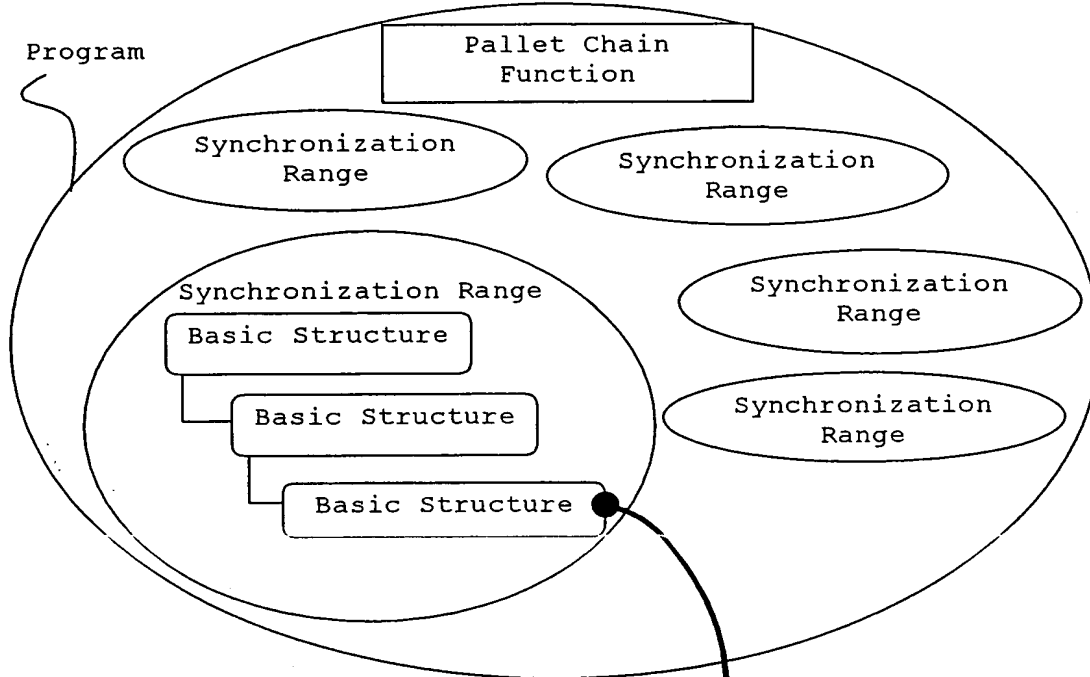 Program
Pallet Chain
Function
Synchronization
Range
Synchronization
Range
Synchronization
Range
Synchronization
Range
Synchronization Range
Basic Structure
Basic Structure
Basic Structure